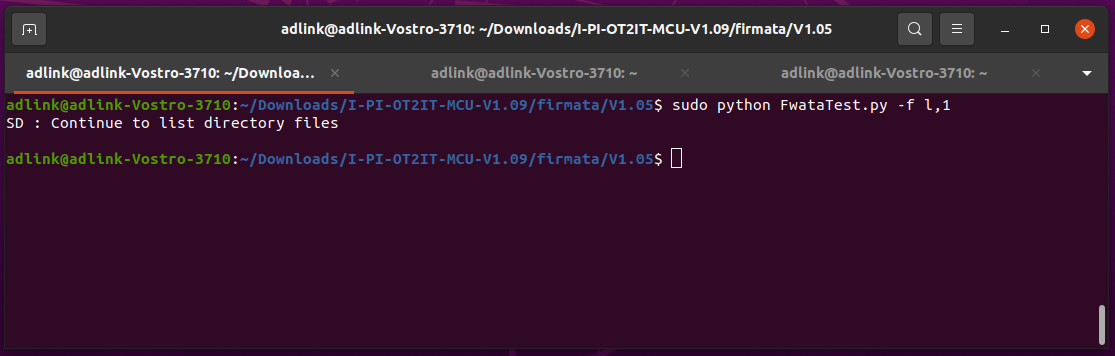 adlink@adlink-Vostro-3710: ~/Downloads/I-PI-OT2IT-MCU-V1.09/firmata/V1.05
adlink@adlink-Vostro-3710: ~/Downloa...
adlink@adlink-Vostro-3710: ~
adlink@adlink-Vostro-3710: ~
adlink@adlink-Vostro-3710:~/Downloads/I-PI-OT2IT-MCU-V1.09/firmata/V1.05$ sudo python FwataTest.py -f l,1
SD : Continue to list directory files
adlink@adlink-Vostro-3710:~/Downloads/I-PI-OT2IT-MCU-V1.09/firmata/V1.05$